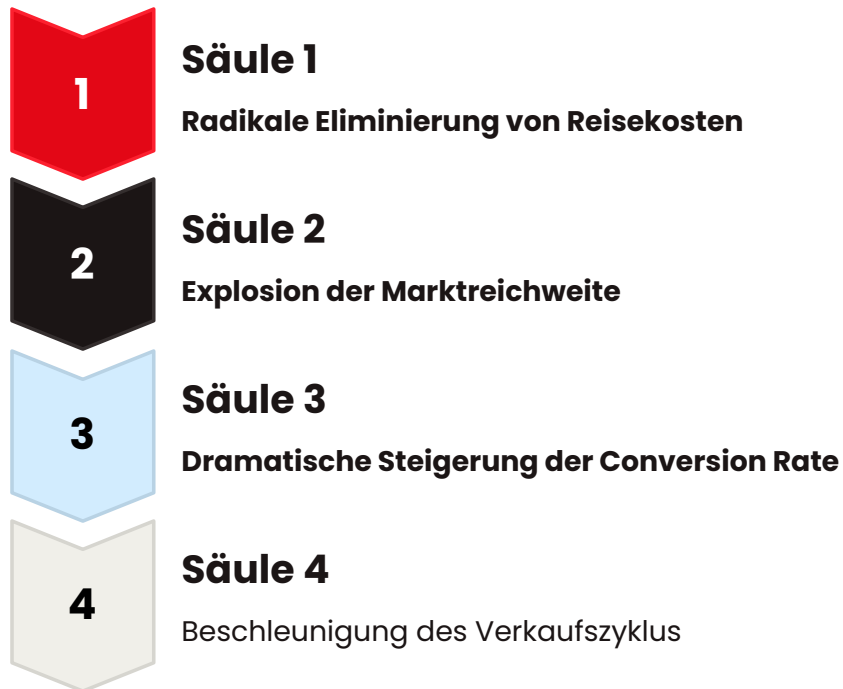 1
Säule 1
Radikale Eliminierung von Reisekosten
2
Säule 2
Explosion der Marktreichweite
3
Säule 3
Dramatische Steigerung der Conversion Rate
4
Säule 4
Beschleunigung des Verkaufszyklus